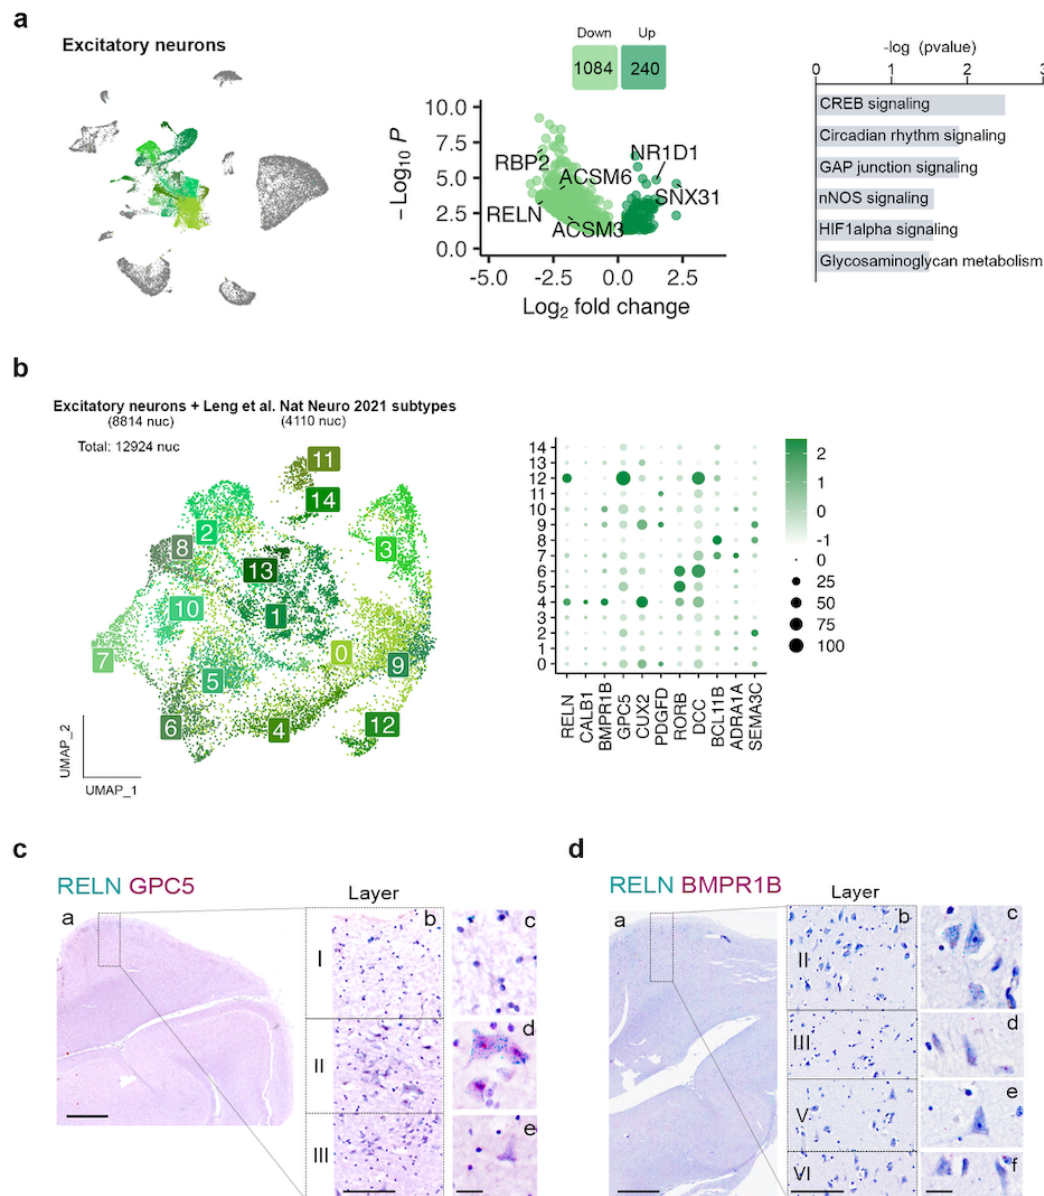 a
Excitatory neurons
Down Up
1084 240
10.0
7.5
5.0
2.5
0.0
− Log10 P
RBP2
RELN
ACSM6
ACSM3
NR1D1
SNX31
-5.0 -2.5 0.0 2.5
Log2 fold change
-log (pvalue)
0 1 2 3
CREB signaling
Circadian rhythm signaling
GAP junction signaling
nNOS signaling
HIF1alpha signaling
Glycosaminoglycan metabolism
b
Excitatory neurons + Leng et al. Nat Neuro 2021 subtypes
(8814 nuc) (4110 nuc)
Total: 12924 nuc
11
14
2
8
3
13
10
1
0
7
5
9
6
4
12
UMAP_2
UMAP_1
14
13
12
11
10
9
8
7
6
5
4
3
2
1
0
RELN
CALB1
BMPR1B
GPC5
CUX2
PDGFD
RORB
DCC
BCL11B
ADRA1A
SEMA3C
2
1
0
-1
0
25
50
75
100
c
RELN GPC5
Layer
a
b
c
I
d
II
e
III
d
RELN BMPR1B
Layer
a
b
c
II
d
III
e
V
f
VI